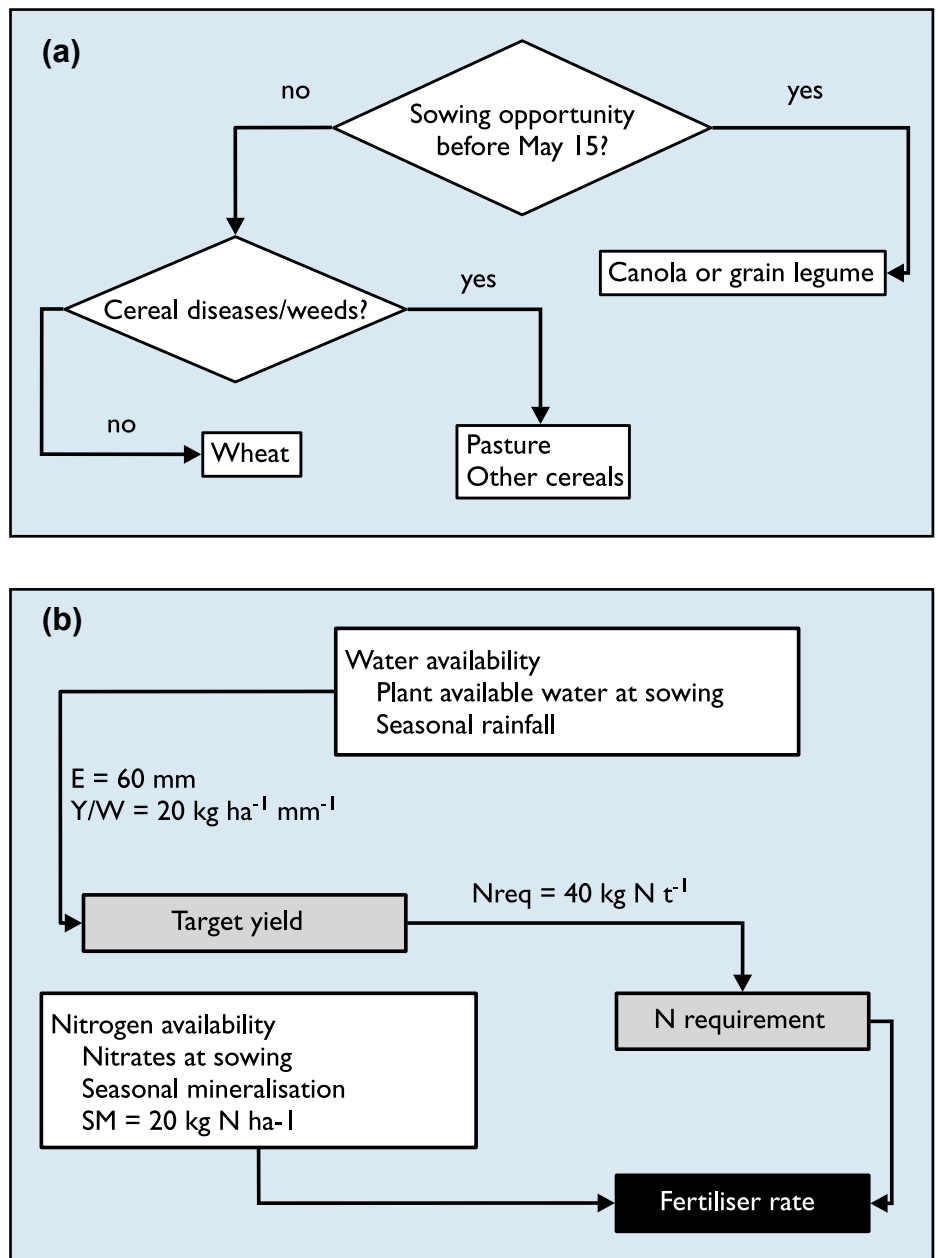 (a)
no
yes
Sowing opportunity
before May 15?
Canola or grain legume
Cereal diseases/weeds?
yes
no
Wheat
Pasture
Other cereals
(b)
Water availability
Plant available water at sowing
Seasonal rainfall
E = 60 mm
Y/W = 20 kg ha⁻¹ mm⁻¹
Nreq = 40 kg N t⁻¹
Target yield
Nitrogen availability
Nitrates at sowing
Seasonal mineralisation
SM = 20 kg N ha-1
N requirement
Fertiliser rate